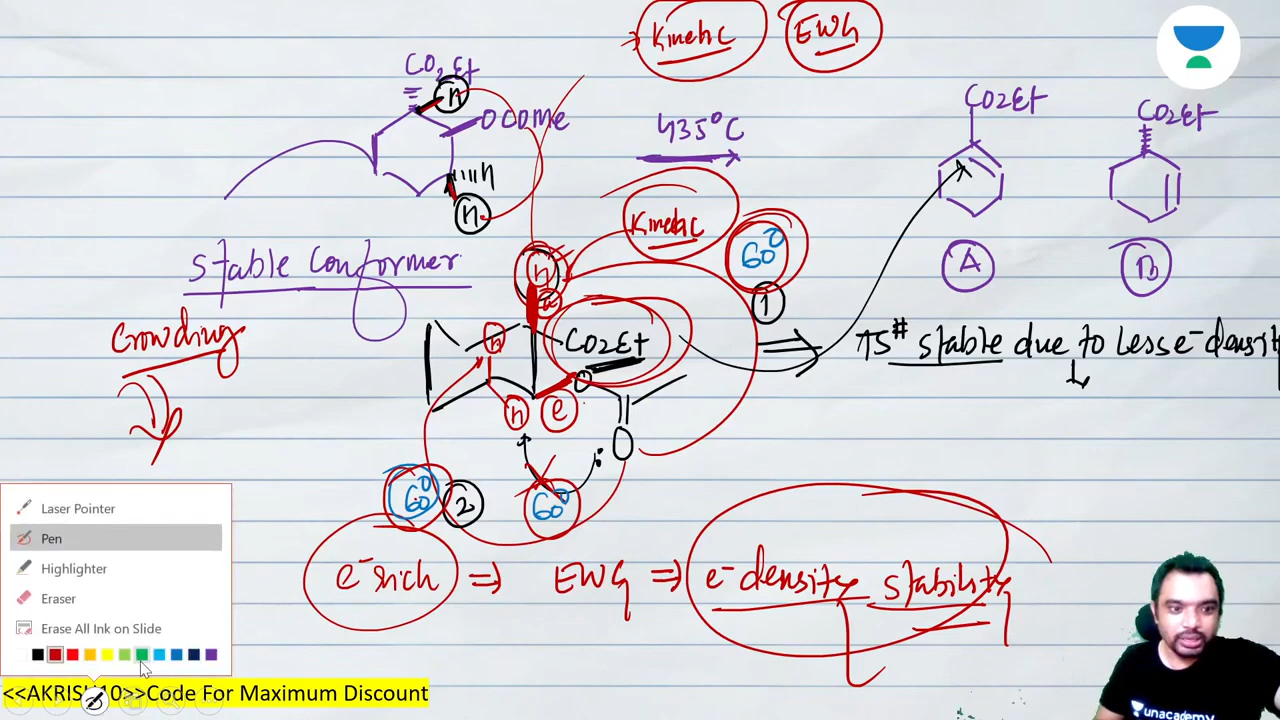 Kinetic EWG
CO2Et
n
OCOMe
435°C
CO2Et
CO2Et
n
n
Kinetic
60°
A
B
stable conformer
n
1
Crowding
n
CO2Et
TS# stable due to less e-density
n
e
O
O
60°
2
60°
Laser Pointer
Pen
e-rich ⇒ EWG ⇒ e-density stability
Highlighter
Eraser
Erase All Ink on Slide
<<AKRISH10>>Code For Maximum Discount
unacademy